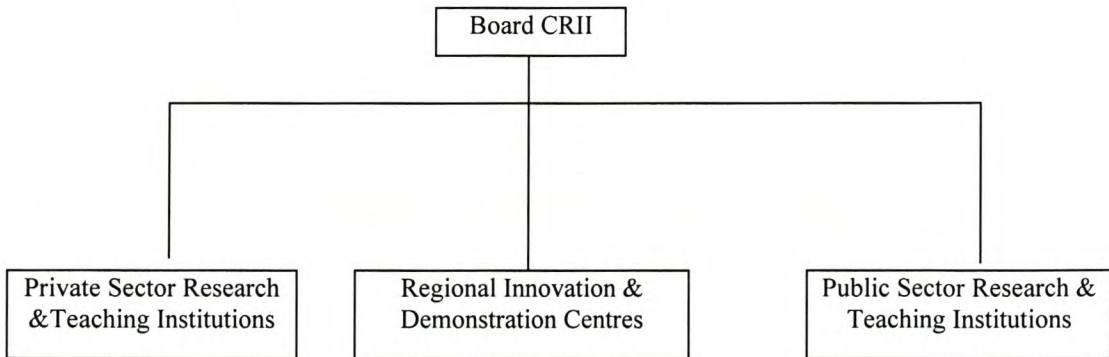 Board CRII
Private Sector Research
&Teaching Institutions
Regional Innovation &
Demonstration Centres
Public Sector Research &
Teaching Institutions